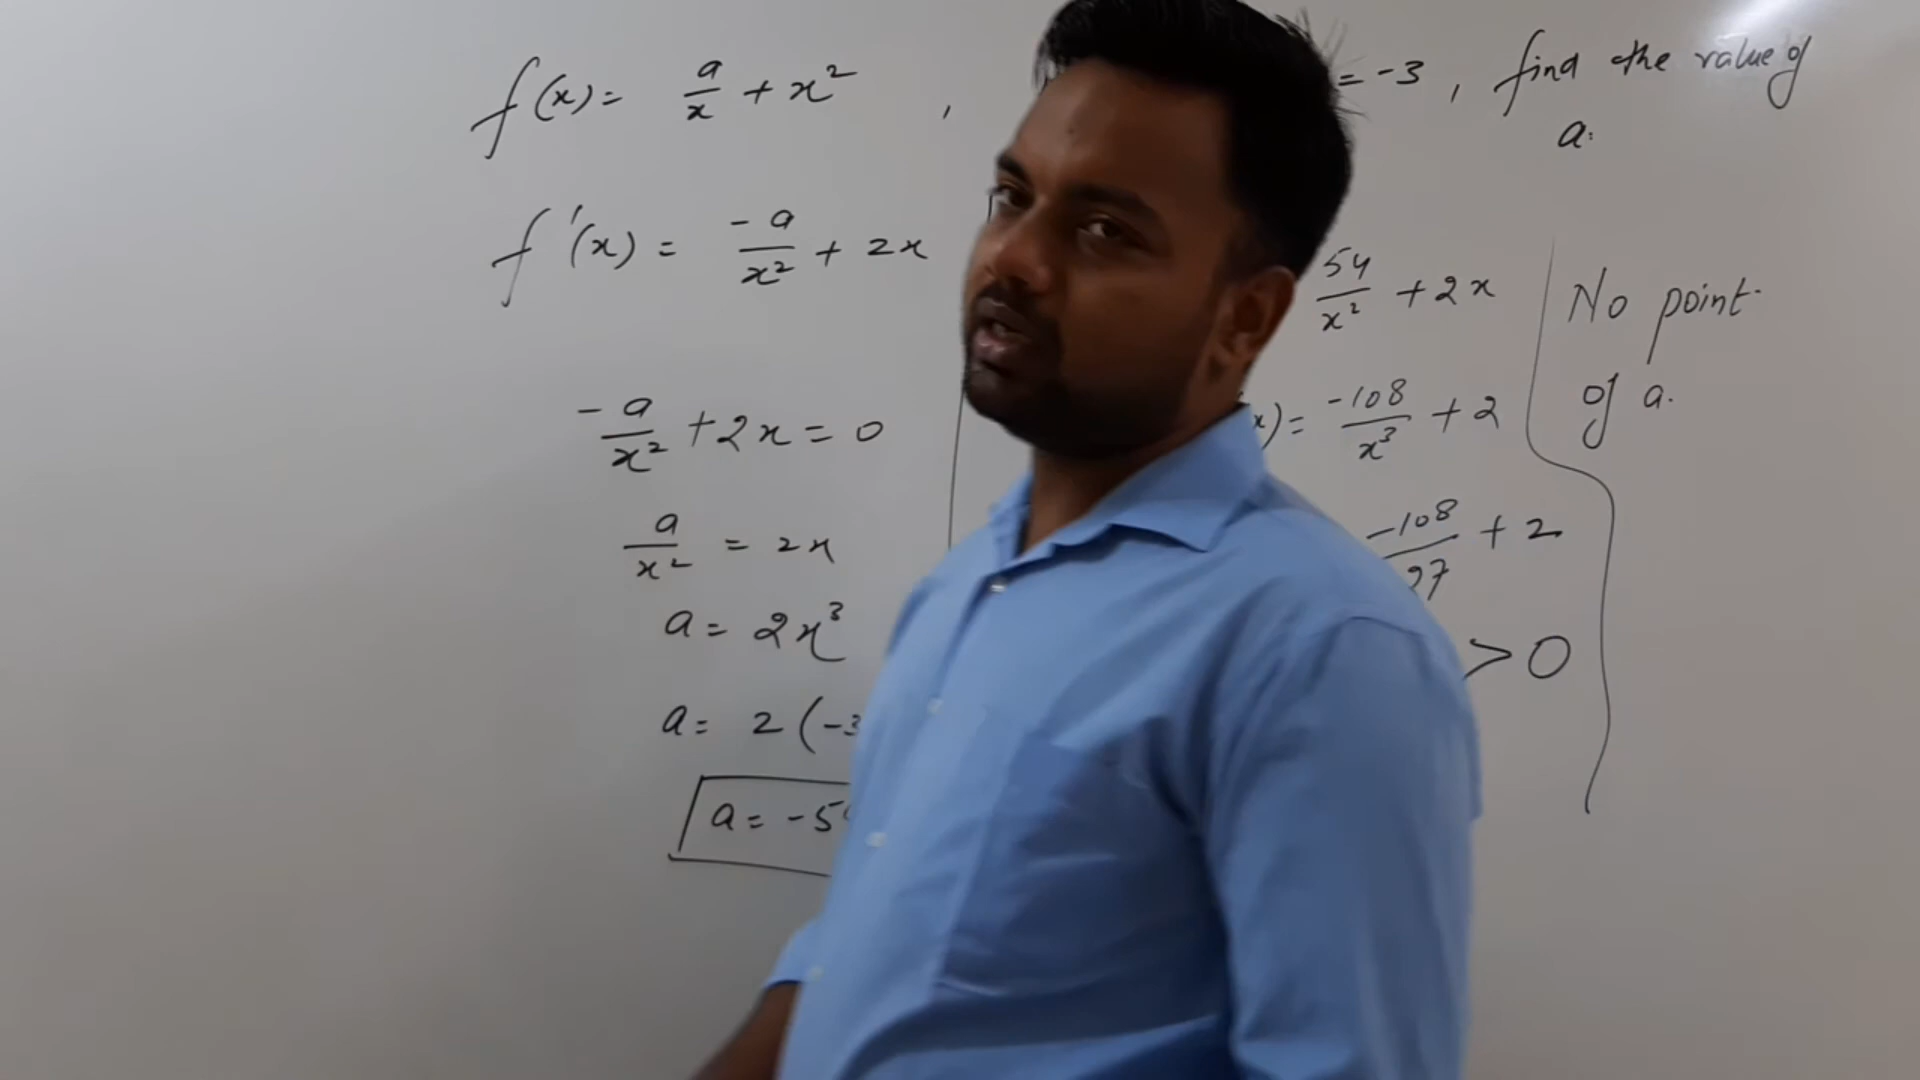 f(x) = a/x + x² , = -3 , find the value of
a.
f'(x) = -a/x² + 2x
-a/x² + 2x = 0
a/x² = 2x
a = 2x³
a = 2(-3
a = -5
54/x² + 2x
x) = -108/x³ + 2
-108/27 + 2
> 0
No point
of a.